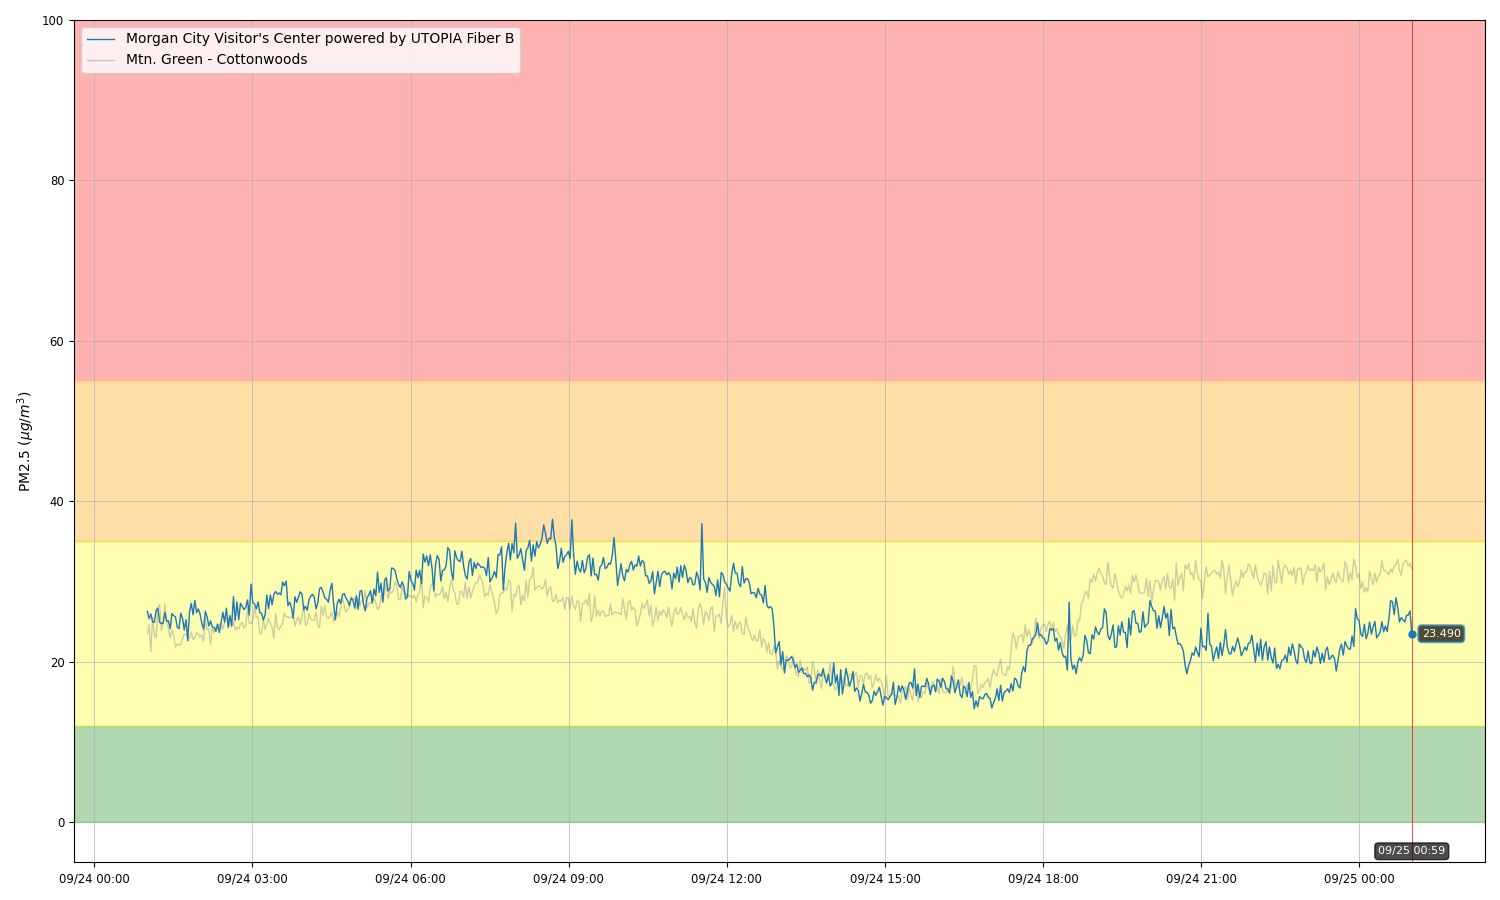 100
Morgan City Visitor's Center powered by UTOPIA Fiber B
Mtn. Green - Cottonwoods
80
60
PM2.5 (μg/m³)
40
23.490
20
0
09/25 00:59
09/24 00:00 09/24 03:00 09/24 06:00 09/24 09:00 09/24 12:00 09/24 15:00 09/24 18:00 09/24 21:00 09/25 00:00